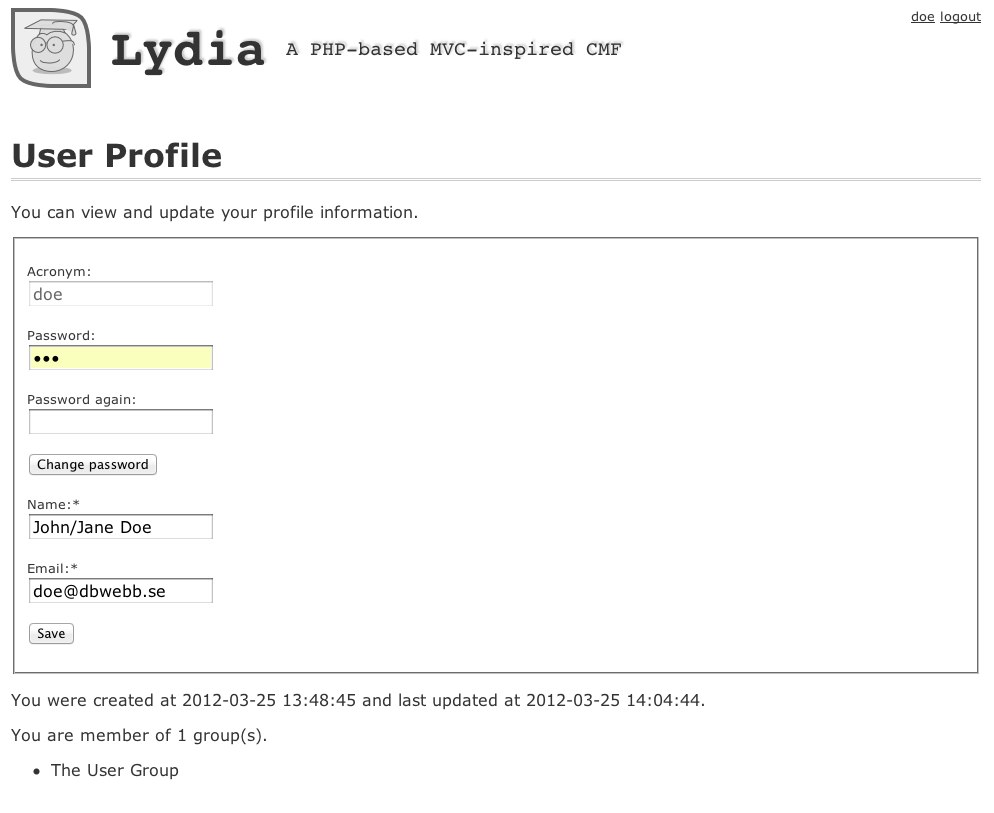 doe logout
Lydia A PHP-based MVC-inspired CMF
User Profile
You can view and update your profile information.
Acronym:
doe
Password:
•••
Password again:
Change password
Name:*
John/Jane Doe
Email:*
doe@dbwebb.se
Save
You were created at 2012-03-25 13:48:45 and last updated at 2012-03-25 14:04:44.
You are member of 1 group(s).
• The User Group